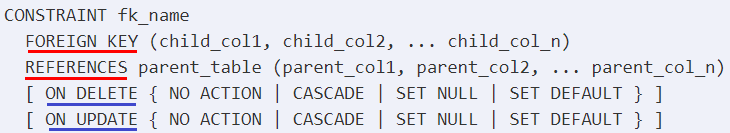 CONSTRAINT fk_name
FOREIGN KEY (child_col1, child_col2, ... child_col_n)
REFERENCES parent_table (parent_col1, parent_col2, ... parent_col_n)
[ ON DELETE { NO ACTION | CASCADE | SET NULL | SET DEFAULT } ]
[ ON UPDATE { NO ACTION | CASCADE | SET NULL | SET DEFAULT } ]